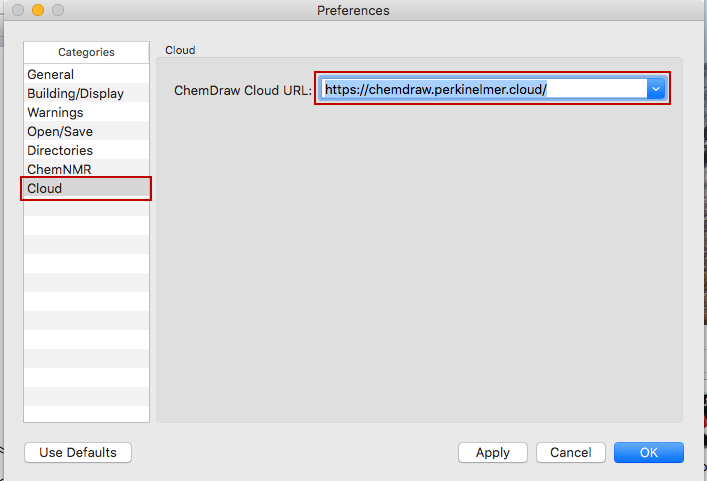 Preferences
Categories
General
Building/Display
Warnings
Open/Save
Directories
ChemNMR
Cloud
Cloud
ChemDraw Cloud URL: https://chemdraw.perkinelmer.cloud/
Use Defaults Apply Cancel OK